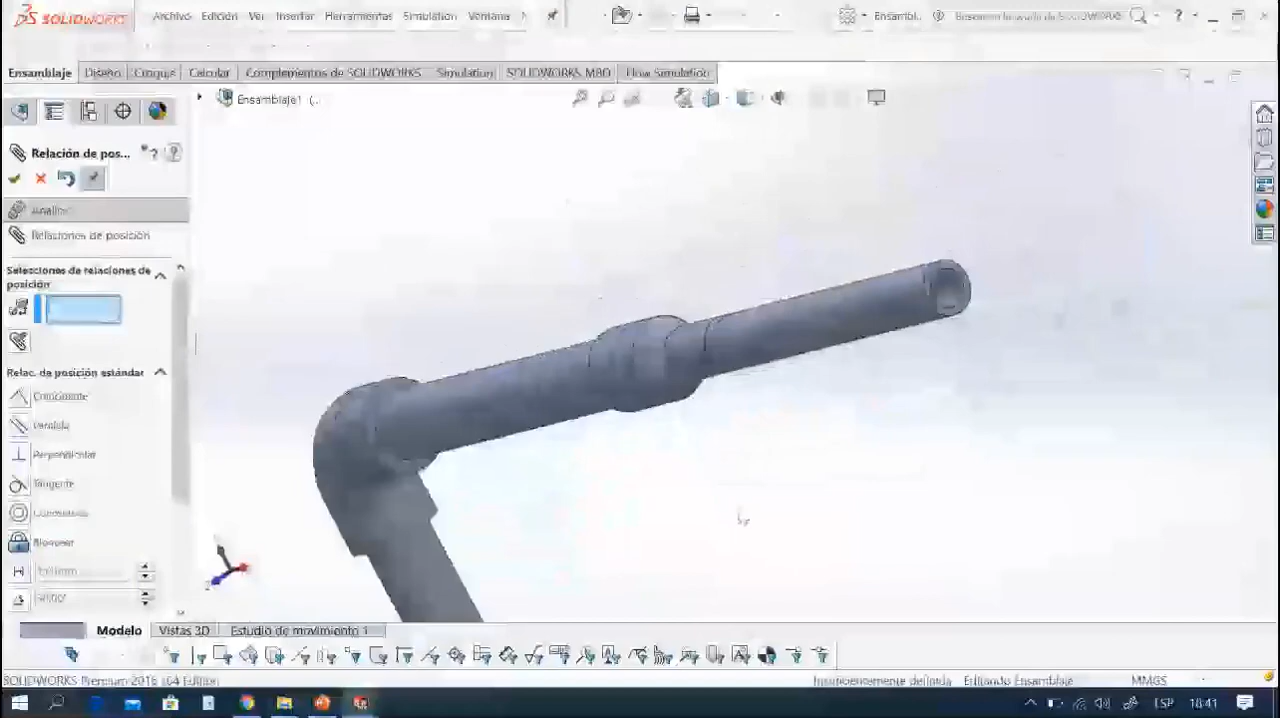 SOLIDWORKS Archivo Edición Ver Insertar Herramientas Simulation Ventana Ensambl...
Ensamblaje Diseño Croquis Calcular Complementos de SOLIDWORKS Simulation SOLIDWORKS MBD Flow Simulation
Ensamblaje1 (..
Relación de pos...
Relaciones de posición
Selecciones de relaciones de
posición
Relac. de posición estándar
Coincidente
Paralela
Perpendicular
Tangente
Concéntrica
Bloquear
Modelo Vistas 3D Estudio de movimiento 1
SOLIDWORKS Premium 2016 x64 Edition Insuficientemente definida Editando Ensamblaje MMGS
ESP 18:41